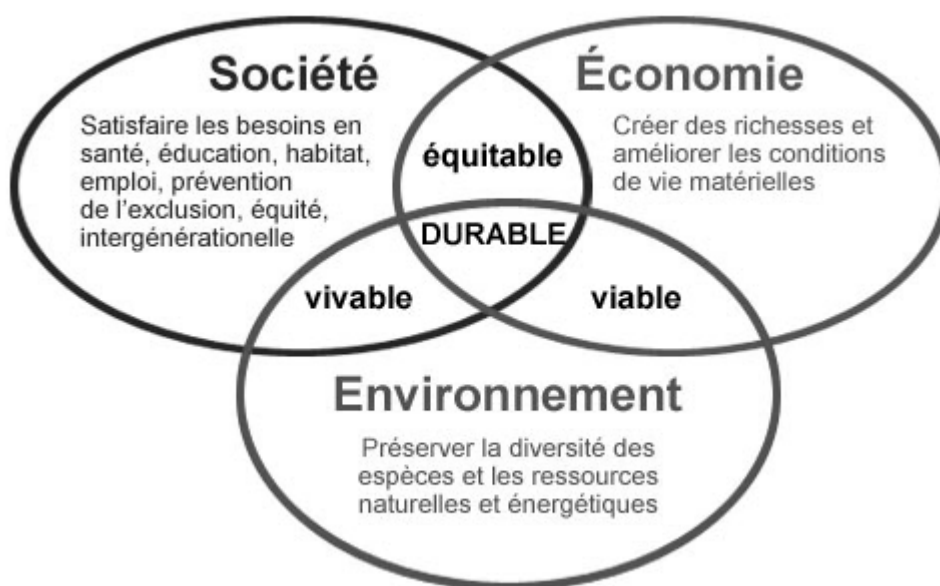 Société
Satisfaire les besoins en
santé, éducation, habitat,
emploi, prévention
de l'exclusion, équité,
intergénérationelle
Économie
Créer des richesses et
améliorer les conditions
de vie matérielles
équitable
DURABLE
vivable
viable
Environnement
Préserver la diversité des
espèces et les ressources
naturelles et énergétiques